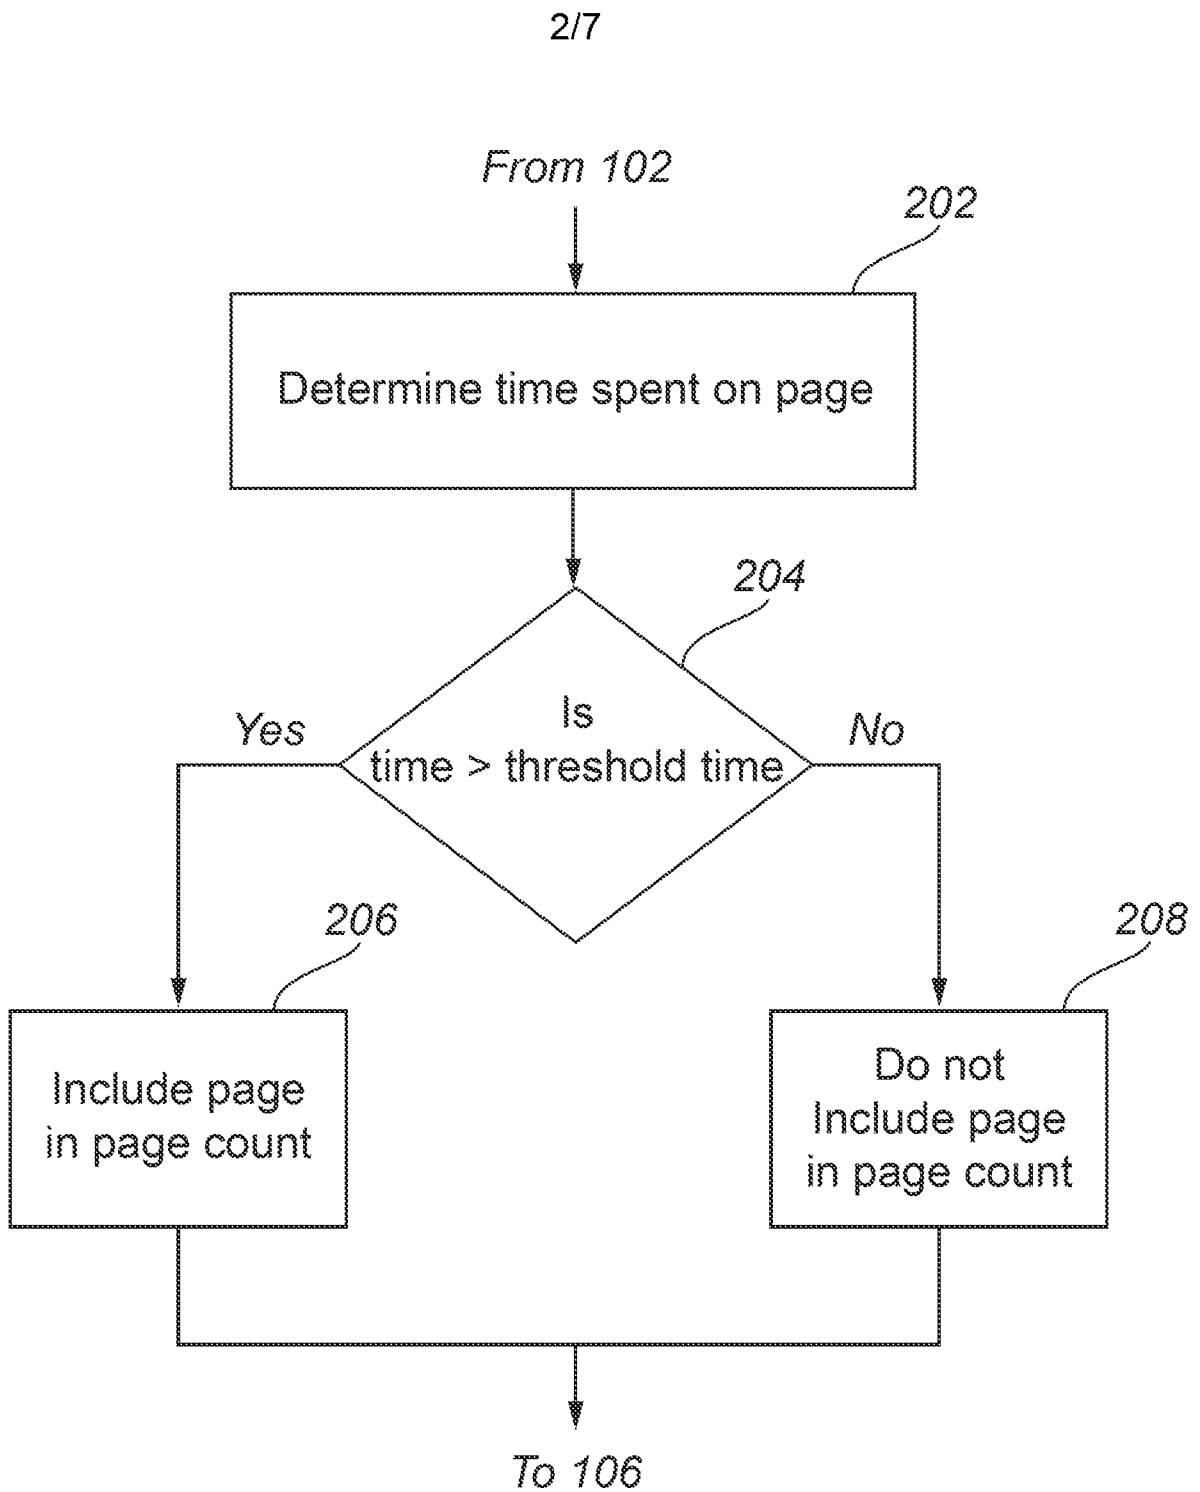 2/7
From 102
202
Determine time spent on page
204
Is
time > threshold time
Yes
No
206
Include page
in page count
208
Do not
Include page
in page count
To 106